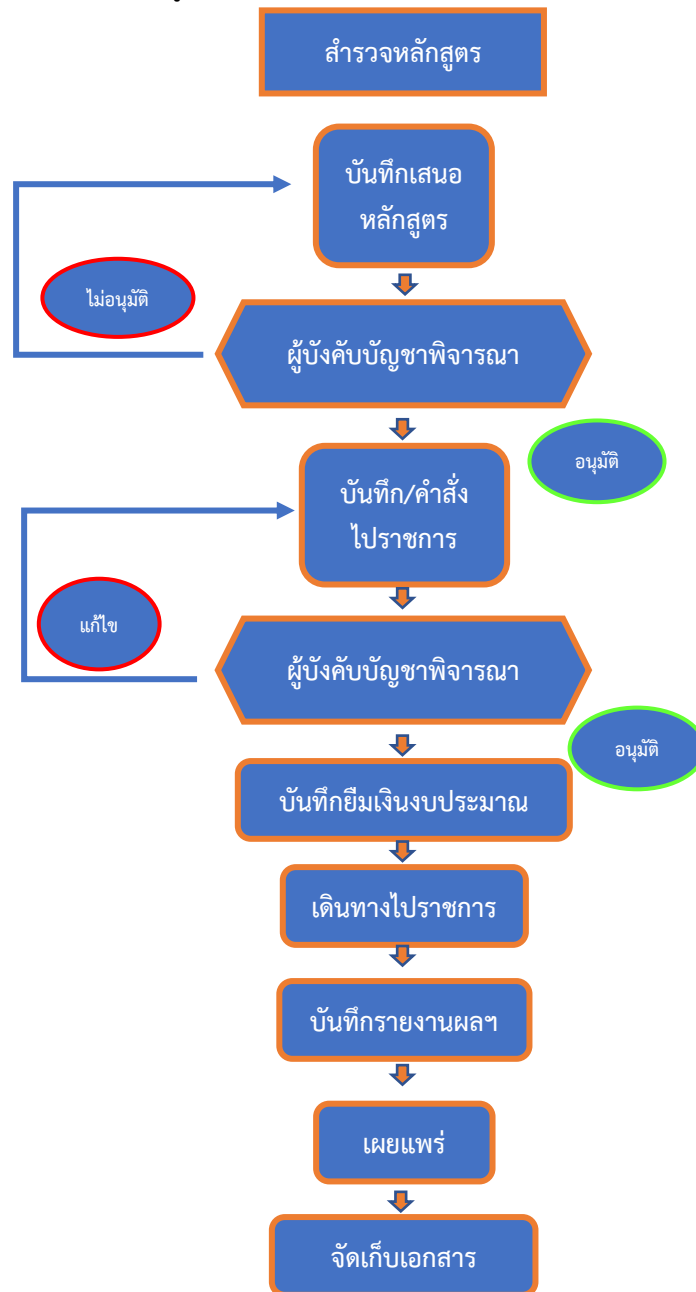 สำรวจหลักสูตร
บันทึกเสนอ
หลักสูตร
ไม่อนุมัติ
ผู้บังคับบัญชาพิจารณา
อนุมัติ
บันทึก/คำสั่ง
ไปราชการ
แก้ไข
ผู้บังคับบัญชาพิจารณา
อนุมัติ
บันทึกยืมเงินงบประมาณ
เดินทางไปราชการ
บันทึกรายงานผลฯ
เผยแพร่
จัดเก็บเอกสาร